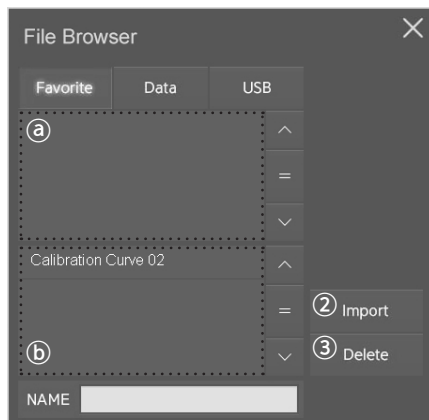 File Browser
Favorite Data USB
ⓐ
Calibration Curve 02
② Import
ⓑ
③ Delete
NAME